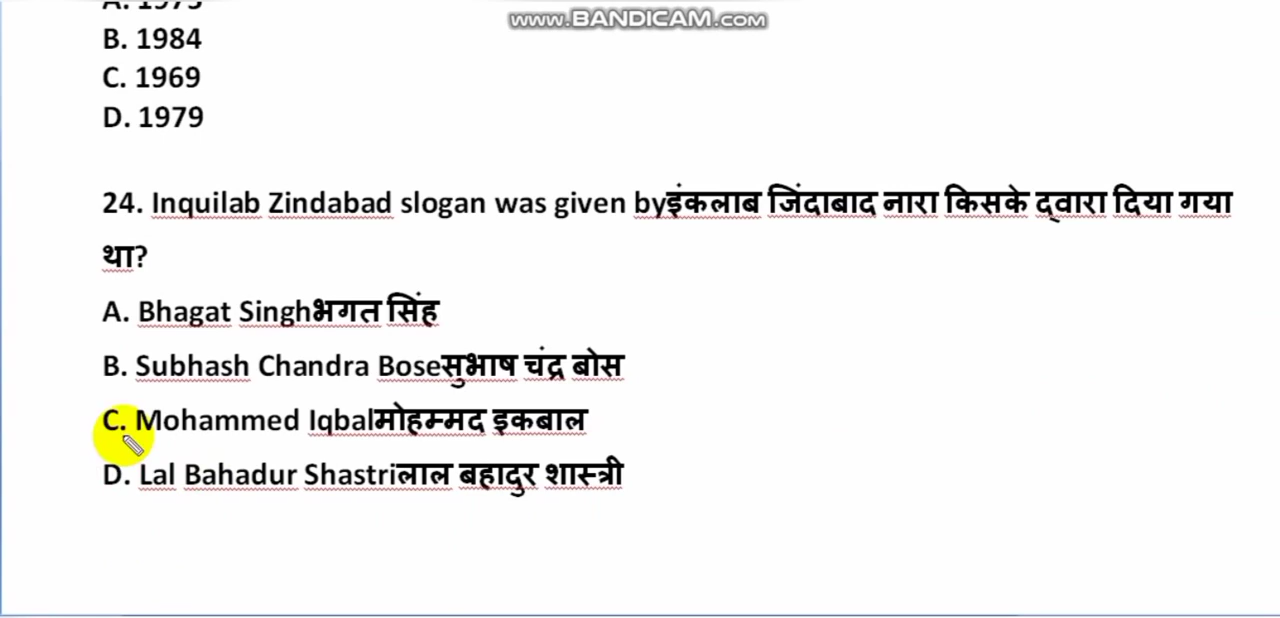 www.BANDICAM.com
B. 1984
C. 1969
D. 1979
24. Inquilab Zindabad slogan was given byइंकलाब जिंदाबाद नारा किसके द्वारा दिया गया
था?
A. Bhagat Singhभगत सिंह
B. Subhash Chandra Boseसुभाष चंद्र बोस
C. Mohammed Iqbalमोहम्मद इकबाल
D. Lal Bahadur Shastriलाल बहादुर शास्त्री